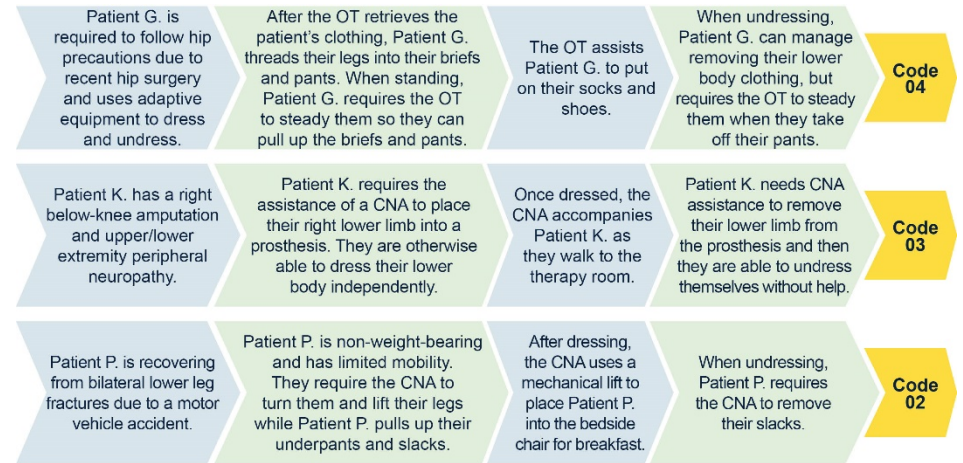 Patient G. is
required to follow hip
precautions due to
recent hip surgery
and uses adaptive
equipment to dress
and undress.
After the OT retrieves the
patient's clothing, Patient G.
threads their legs into their briefs
and pants. When standing,
Patient G. requires the OT
to steady them so they can
pull up the briefs and pants.
The OT assists
Patient G. to put
on their socks and
shoes.
When undressing,
Patient G. can manage
removing their lower
body clothing, but
requires the OT to steady
them when they take
off their pants.
Code
04
Patient K. has a right
below-knee amputation
and upper/lower
extremity peripheral
neuropathy.
Patient K. requires the
assistance of a CNA to place
their right lower limb into a
prosthesis. They are otherwise
able to dress their lower
body independently.
Once dressed, the
CNA accompanies
Patient K. as
they walk to the
therapy room.
Patient K. needs CNA
assistance to remove
their lower limb from
the prosthesis and then
they are able to undress
themselves without help.
Code
03
Patient P. is recovering
from bilateral lower leg
fractures due to a motor
vehicle accident.
Patient P. is non-weight-bearing
and has limited mobility.
They require the CNA to
turn them and lift their legs
while Patient P. pulls up their
underpants and slacks.
After dressing,
the CNA uses a
mechanical lift to
place Patient P.
into the bedside
chair for breakfast.
When undressing,
Patient P. requires
the CNA to remove
their slacks.
Code
02